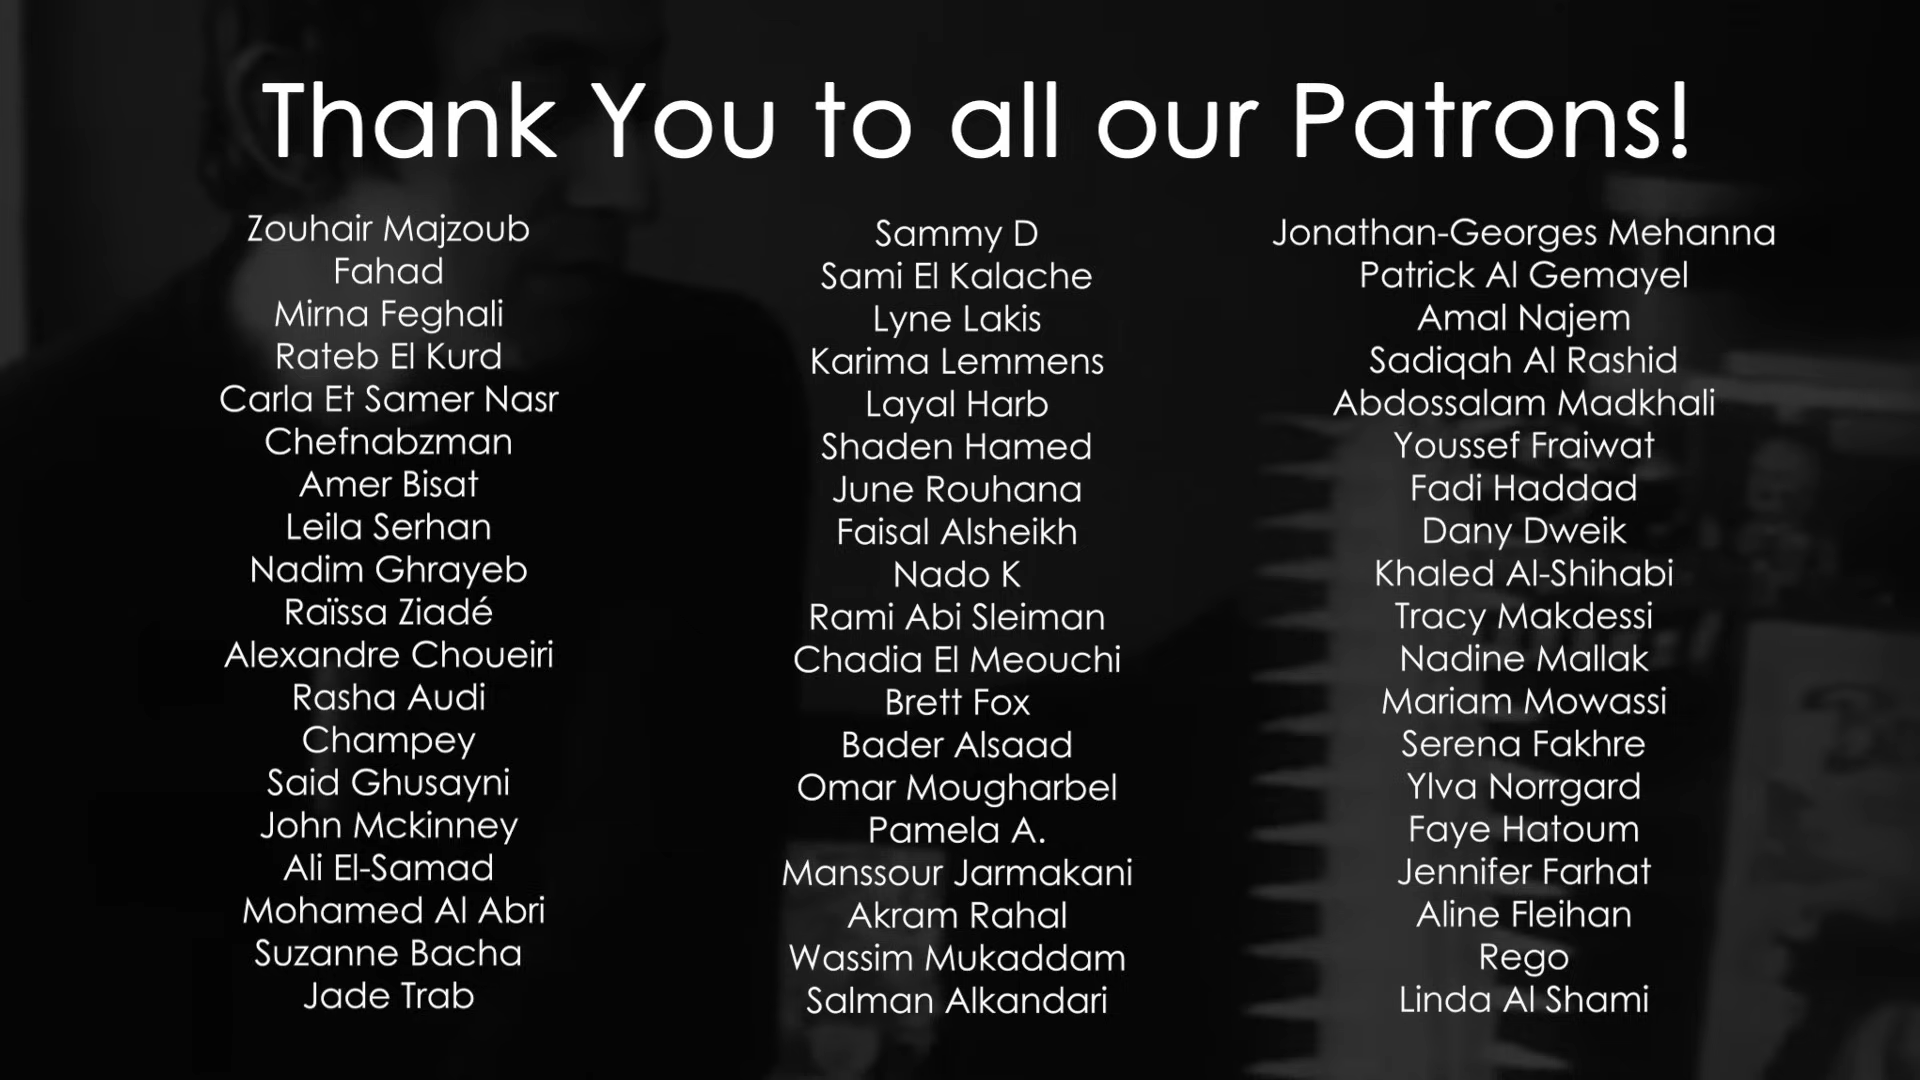 Thank You to all our Patrons!
Zouhair Majzoub
Fahad
Mirna Feghali
Rateb El Kurd
Carla Et Samer Nasr
Chefnabzman
Amer Bisat
Leila Serhan
Nadim Ghrayeb
Raïssa Ziadé
Alexandre Choueiri
Rasha Audi
Champey
Said Ghusayni
John Mckinney
Ali El-Samad
Mohamed Al Abri
Suzanne Bacha
Jade Trab
Sammy D
Sami El Kalache
Lyne Lakis
Karima Lemmens
Layal Harb
Shaden Hamed
June Rouhana
Faisal Alsheikh
Nado K
Rami Abi Sleiman
Chadia El Meouchi
Brett Fox
Bader Alsaad
Omar Mougharbel
Pamela A.
Manssour Jarmakani
Akram Rahal
Wassim Mukaddam
Salman Alkandari
Jonathan-Georges Mehanna
Patrick Al Gemayel
Amal Najem
Sadiqah Al Rashid
Abdossalam Madkhali
Youssef Fraiwat
Fadi Haddad
Dany Dweik
Khaled Al-Shihabi
Tracy Makdessi
Nadine Mallak
Mariam Mowassi
Serena Fakhre
Ylva Norrgard
Faye Hatoum
Jennifer Farhat
Aline Fleihan
Rego
Linda Al Shami